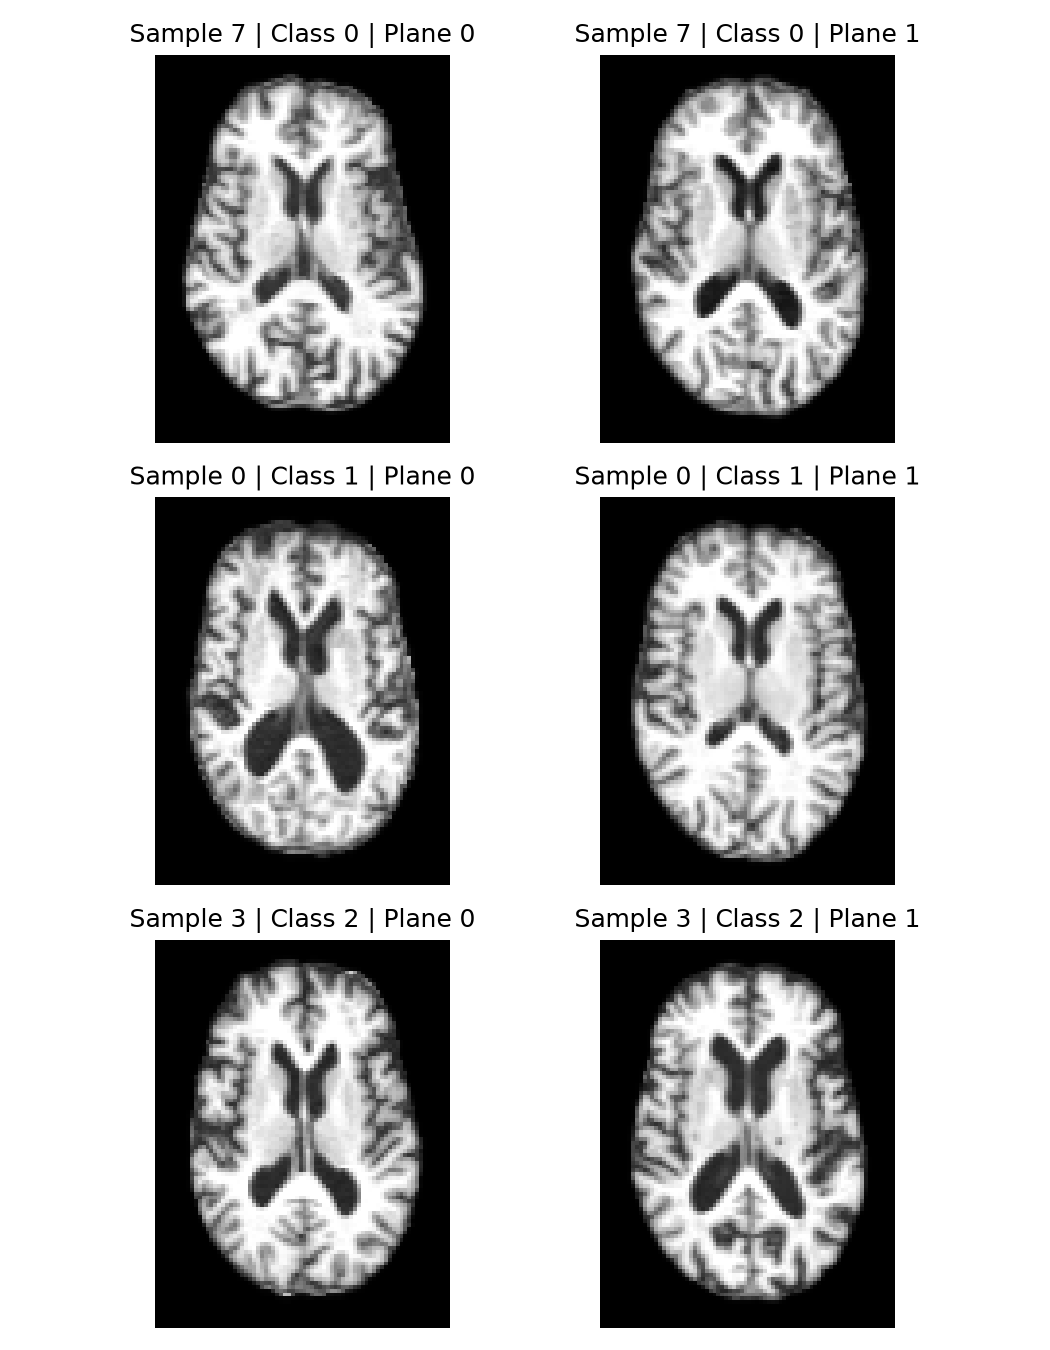 Sample 7 | Class 0 | Plane 0
Sample 7 | Class 0 | Plane 1
Sample 0 | Class 1 | Plane 0
Sample 0 | Class 1 | Plane 1
Sample 3 | Class 2 | Plane 0
Sample 3 | Class 2 | Plane 1